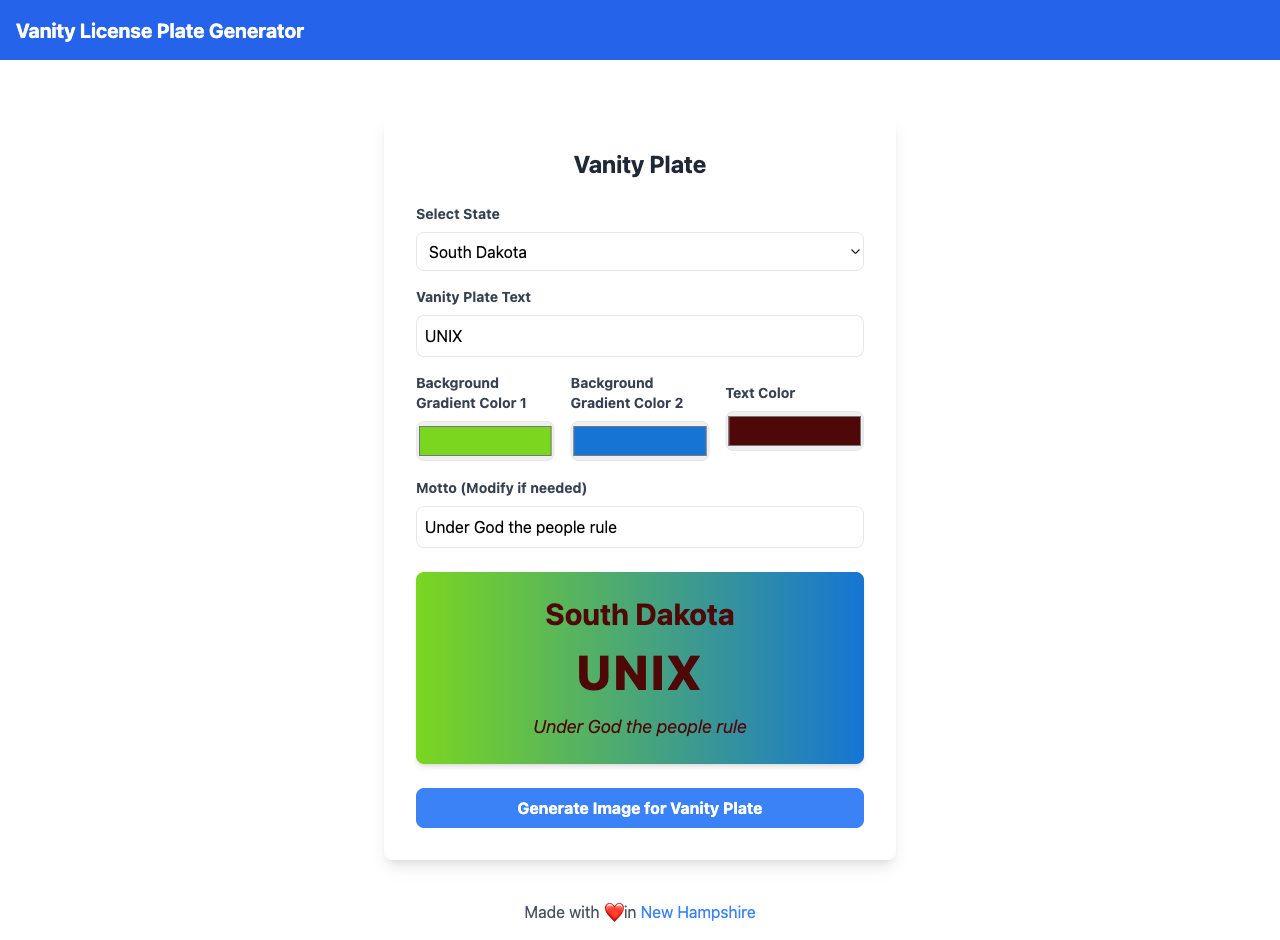 Vanity License Plate Generator
Vanity Plate
Select State
South Dakota
Vanity Plate Text
UNIX
Background
Gradient Color 1
Background
Gradient Color 2
Text Color
Motto (Modify if needed)
Under God the people rule
South Dakota
UNIX
Under God the people rule
Generate Image for Vanity Plate
Made with ❤️in New Hampshire